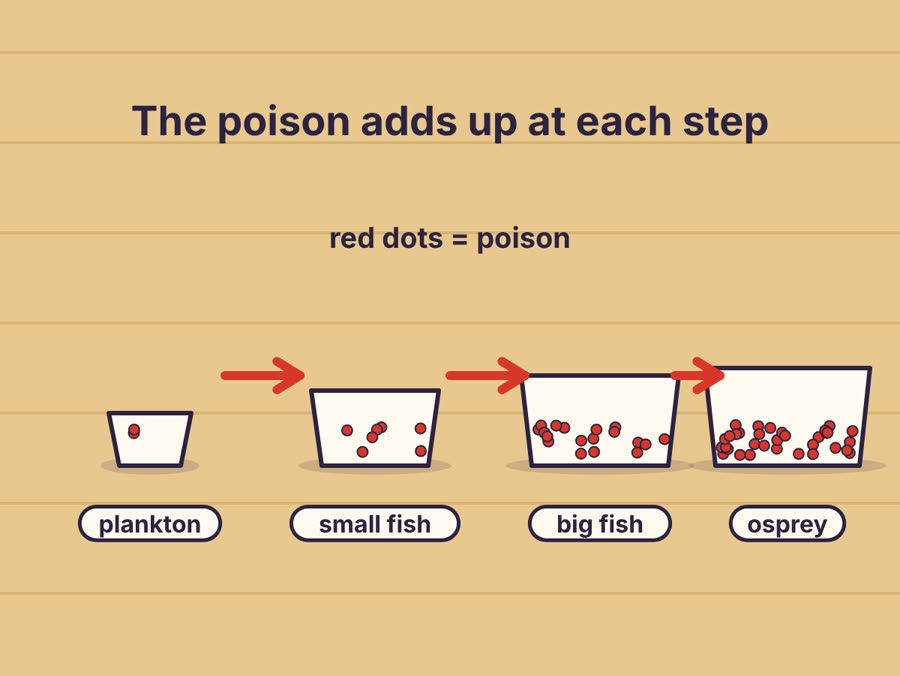 The poison adds up at each step
red dots = poison
plankton
small fish
big fish
osprey